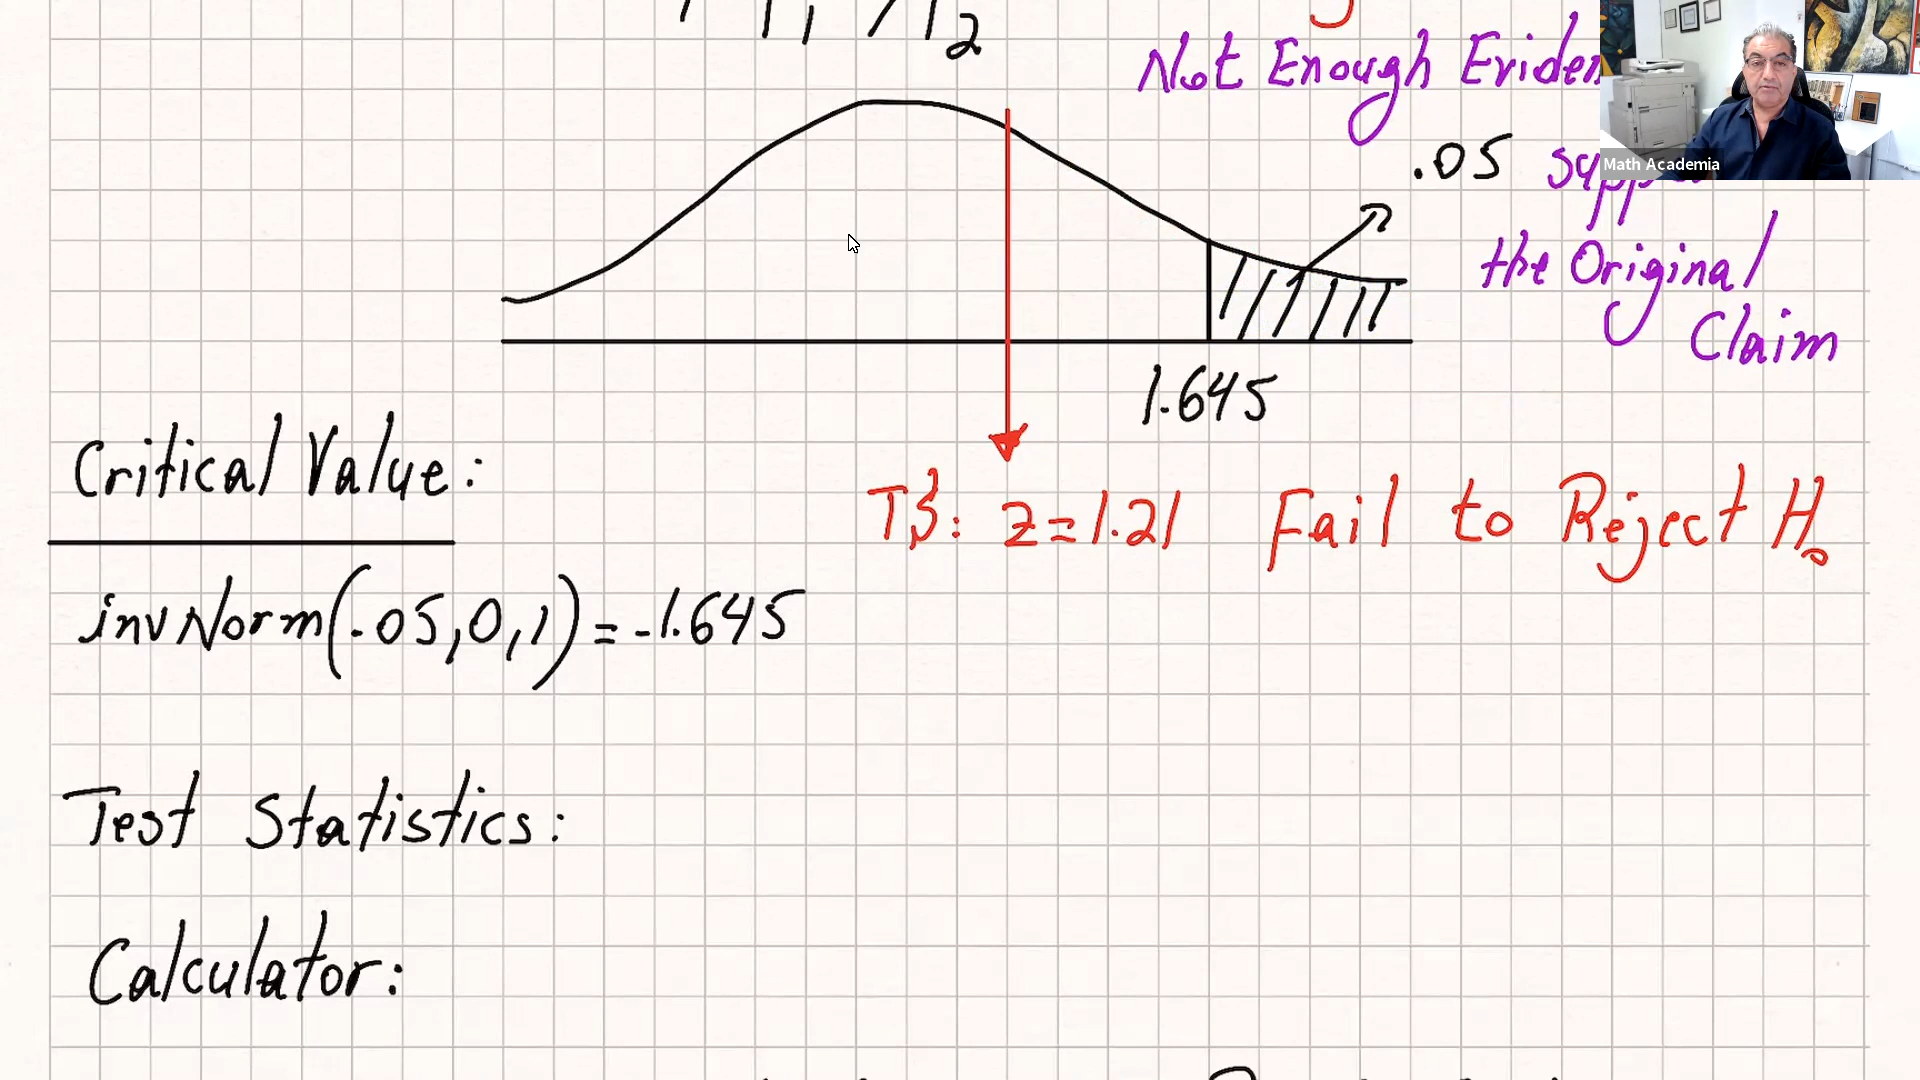 Not Enough
Math Academia
.05
the Original
Claim
1.645
Critical Value:
TS: z=1.21 Fail to Reject H₀
invNorm(.05,0,1)=-1.645
Test Statistics:
Calculator: